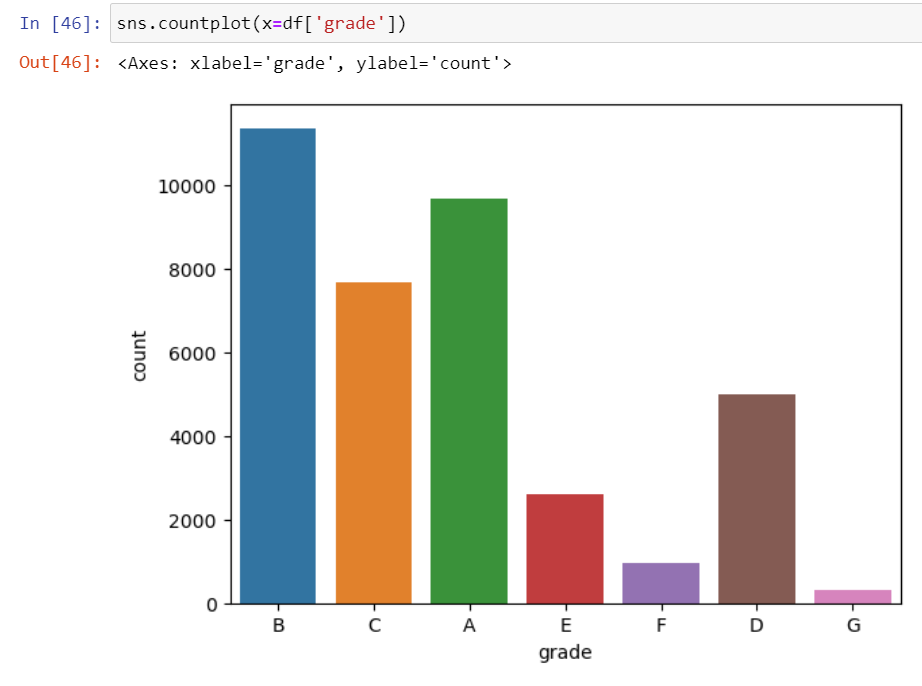 In [46]: sns.countplot(x=df['grade'])
Out[46]: <Axes: xlabel='grade', ylabel='count'>
10000
8000
6000
4000
2000
0
count
B C A E F D G
grade